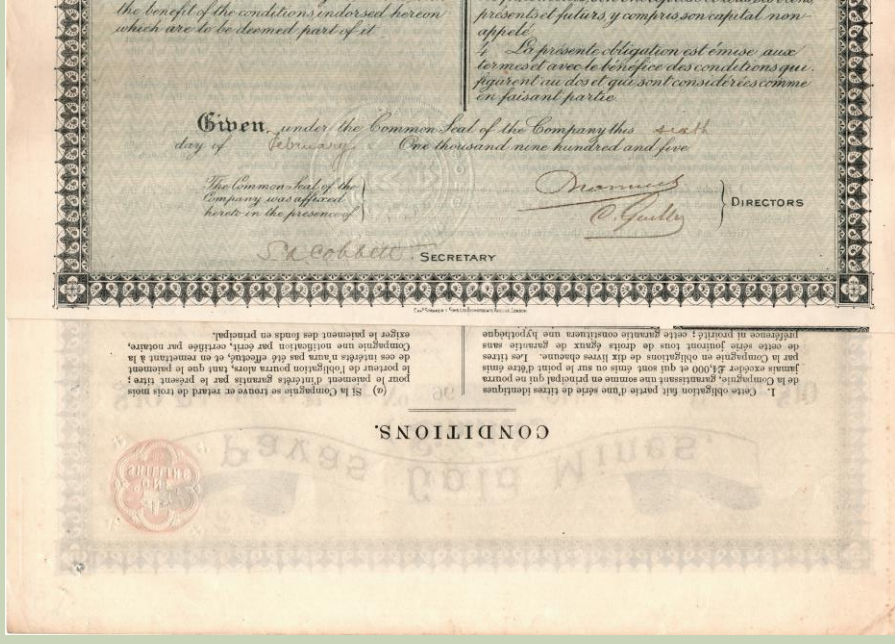 the benefit of the conditions endorsed hereon
which are to be deemed part of it
présents et futurs, y compris son capital non-
appelé.
4. La présente obligation est émise aux
termes et avec le bénéfice des conditions qui
figurent au dos et qui sont considérées comme
en faisant partie.
Given under the Common Seal of the Company this sixth
day of February One thousand nine hundred and five
The Common Seal of the
Company was affixed
hereto in the presence of
DIRECTORS
SECRETARY
CONDITIONS.
1. Cette obligation fait partie d'une série de titres identiques
de la Compagnie, garantissant une somme en principal qui ne pourra
jamais excéder £4,000 et qui sont émis ou sur le point d'être émis
par la Compagnie en obligations de dix livres chacune. Les titres
de cette série jouiront tous de droits égaux de garantie sans
préférence ni priorité ; cette garantie constituera une hypothèque
(a) Si la Compagnie se trouve en retard de trois mois
pour le paiement d'intérêts garantis par le présent titre ;
le porteur de l'obligation pourra alors, tant que le paiement
de ces intérêts n'aura pas été effectué, et en remettant à la
Compagnie une notification par écrit, certifiée par notaire,
exiger le paiement des fonds en principal.
Pavas Gold Mines,